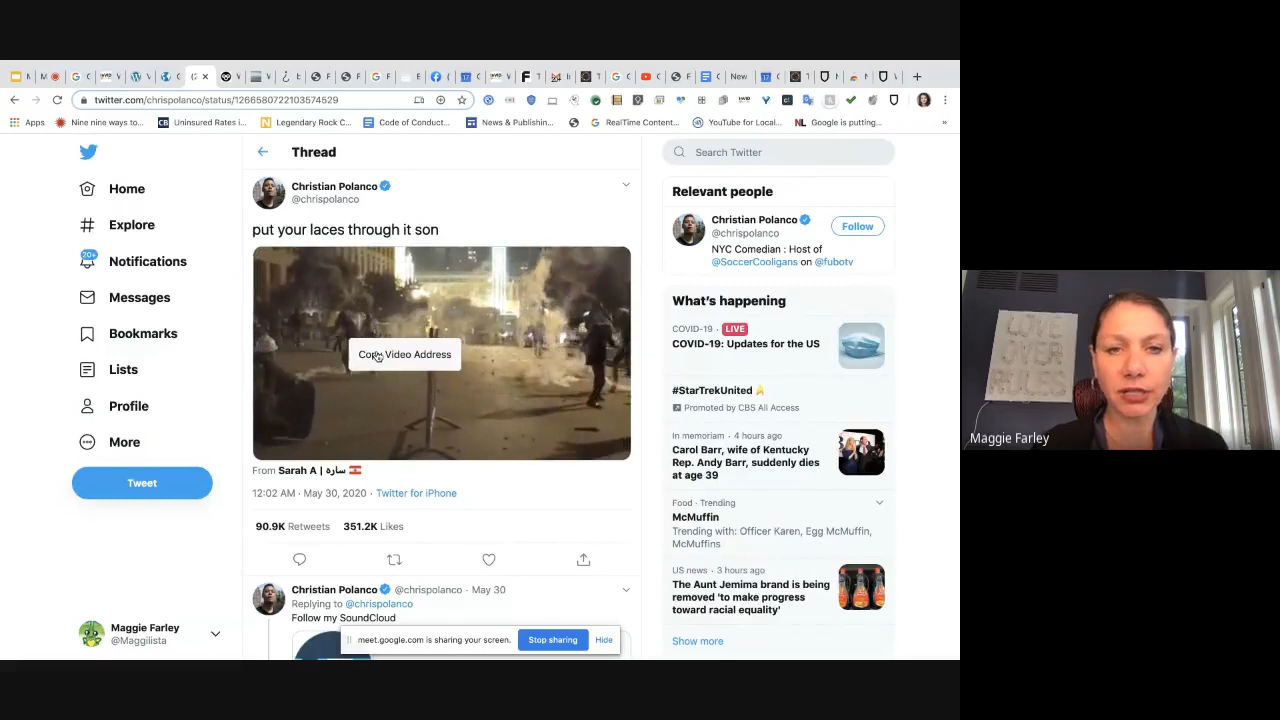 twitter.com/chrispolanco/status/1266580722103574529
Apps
Nine nine ways to...
Uninsured Rates i...
Legendary Rock C...
Code of Conduct...
News & Publishin...
RealTime Content...
YouTube for Local...
Google is putting...
Home
Explore
20+
Notifications
Messages
Bookmarks
Lists
Profile
More
Tweet
Maggie Farley
@Maggilista
Thread
Christian Polanco
@chrispolanco
put your laces through it son
Copy Video Address
From Sarah A | سارة
12:02 AM · May 30, 2020 · Twitter for iPhone
90.9K Retweets 351.2K Likes
Christian Polanco @chrispolanco · May 30
Replying to @chrispolanco
Follow my SoundCloud
meet.google.com is sharing your screen.
Stop sharing
Hide
Search Twitter
Relevant people
Christian Polanco
@chrispolanco
Follow
NYC Comedian : Host of
@SoccerCooligans on @fubotv
What's happening
COVID-19 · LIVE
COVID-19: Updates for the US
#StarTrekUnited
Promoted by CBS All Access
In memoriam · 4 hours ago
Carol Barr, wife of Kentucky
Rep. Andy Barr, suddenly dies
at age 39
Food · Trending
McMuffin
Trending with: Officer Karen, Egg McMuffin,
McMuffins
US news · 3 hours ago
The Aunt Jemima brand is being
removed 'to make progress
toward racial equality'
Show more
LOVE
OVER
RULES
Maggie Farley